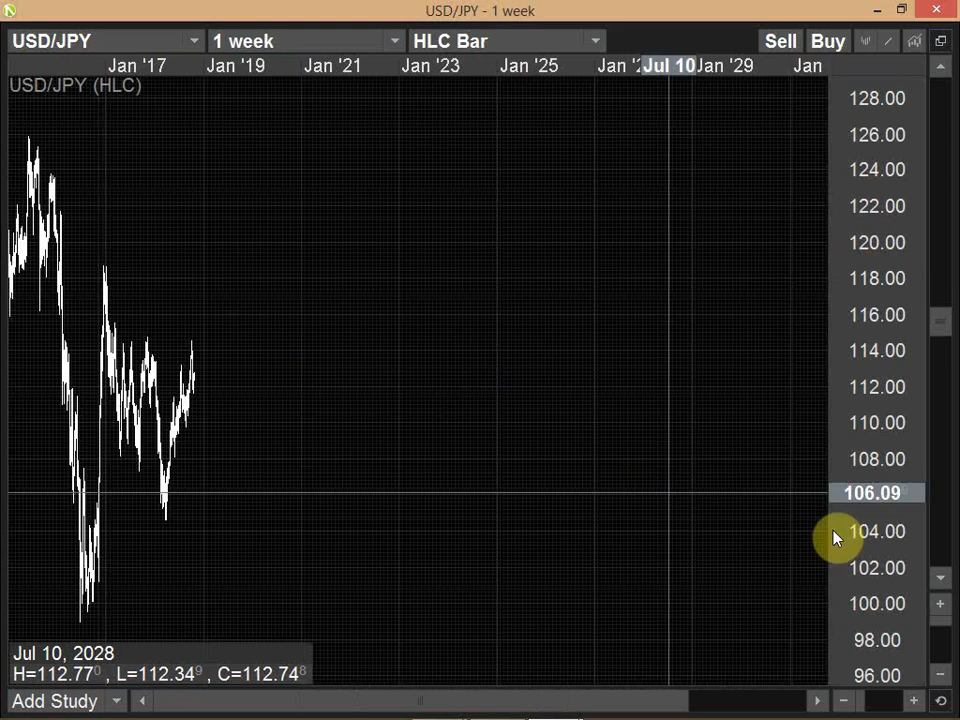 USD/JPY - 1 week
USD/JPY 1 week HLC Bar Sell Buy
Jan '17 Jan '19 Jan '21 Jan '23 Jan '25 Jan '2 Jul 10 Jan '29 Jan
USD/JPY (HLC)
128.00
126.00
124.00
122.00
120.00
118.00
116.00
114.00
112.00
110.00
108.00
106.09
104.00
102.00
100.00
98.00
96.00
Jul 10, 2028
H=112.770 , L=112.349 , C=112.748
Add Study